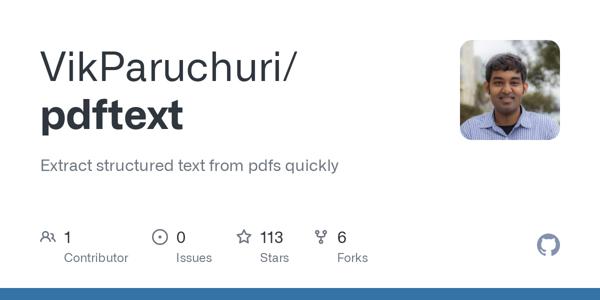 VikParuchuri/
pdftext
Extract structured text from pdfs quickly
1
Contributor
0
Issues
113
Stars
6
Forks